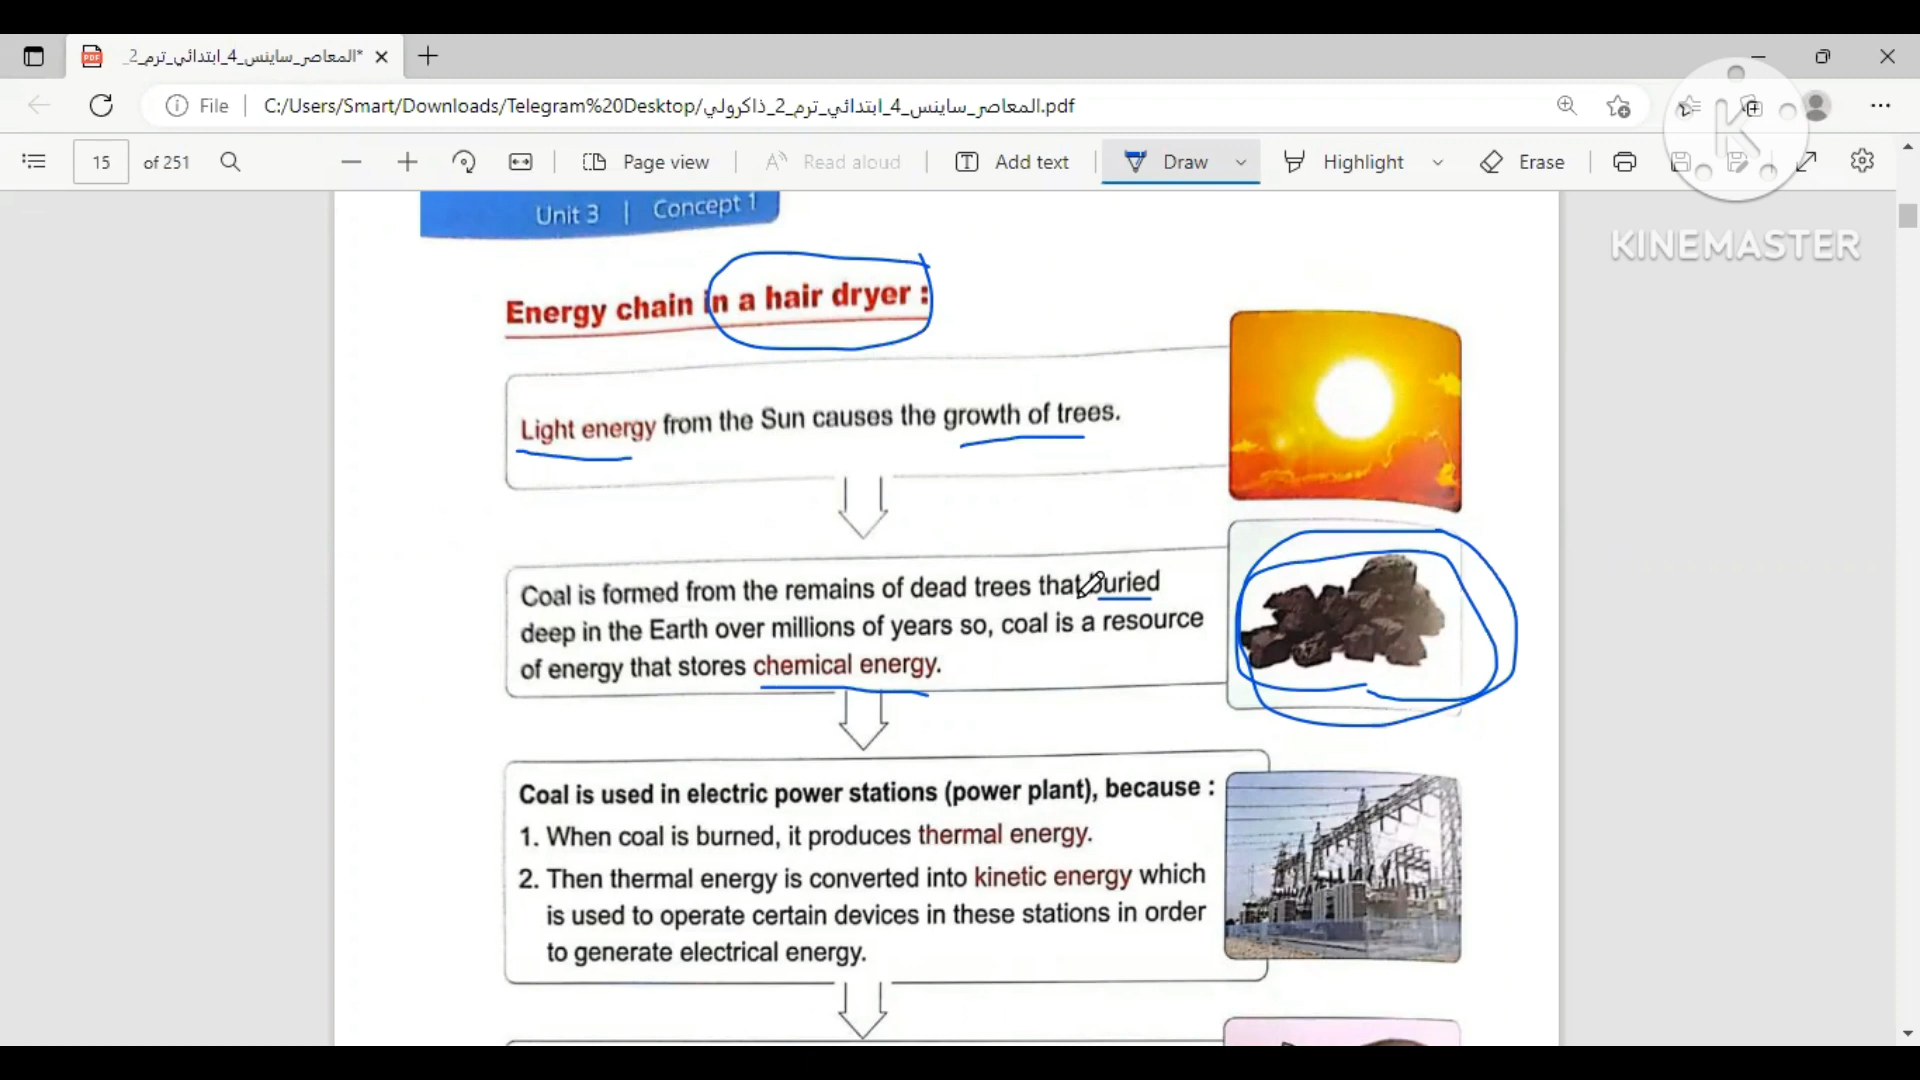 *المعاصر_ساينس_4_ابتدائي_ترم_2_
File
C:/Users/Smart/Downloads/Telegram%20Desktop/المعاصر_ساينس_4_ابتدائي_ترم_2_ذاكرولي.pdf
15 of 251
Page view
Read aloud
Add text
Draw
Highlight
Erase
K
KINEMASTER
Unit 3 | Concept 1
Energy chain in a hair dryer :
Light energy from the Sun causes the growth of trees.
Coal is formed from the remains of dead trees that buried
deep in the Earth over millions of years so, coal is a resource
of energy that stores chemical energy.
Coal is used in electric power stations (power plant), because :
1. When coal is burned, it produces thermal energy.
2. Then thermal energy is converted into kinetic energy which
is used to operate certain devices in these stations in order
to generate electrical energy.